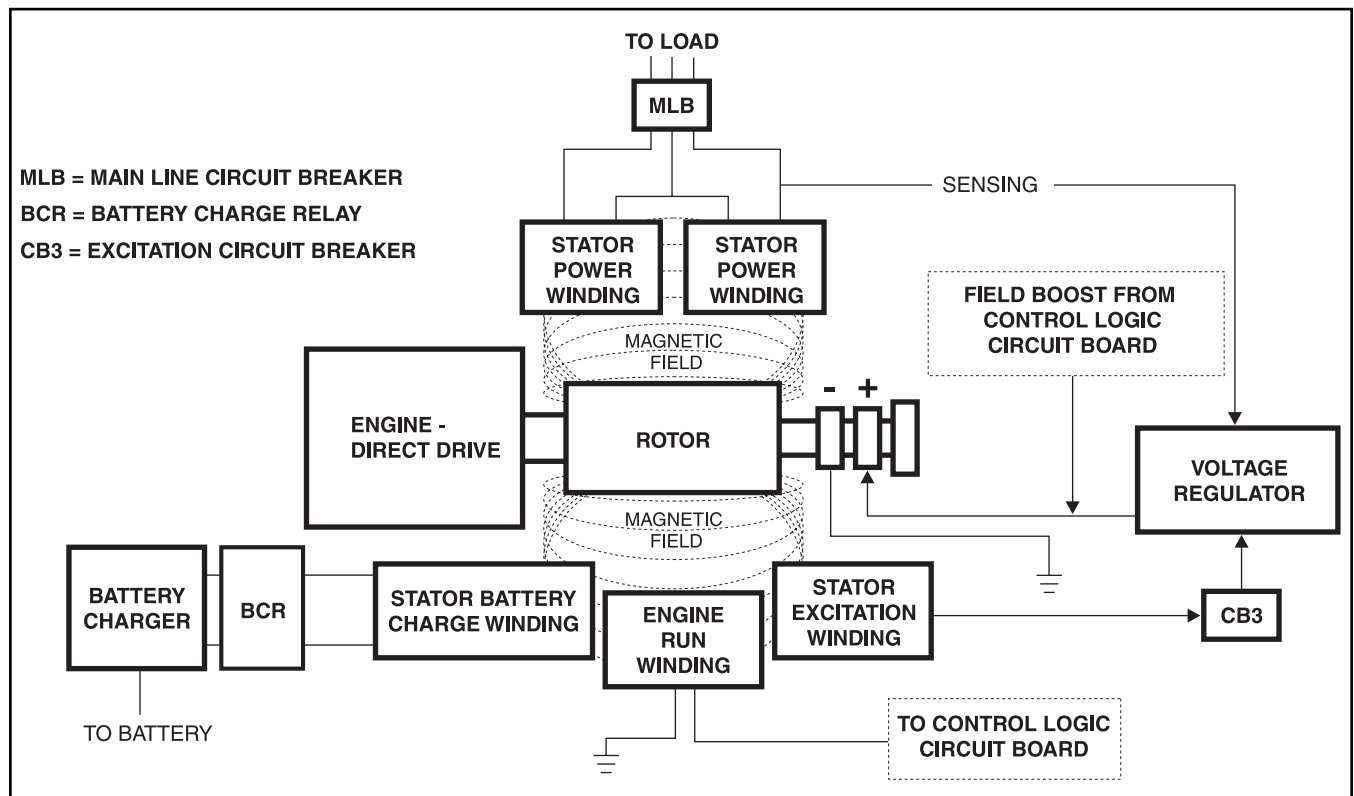 TO LOAD
MLB
MLB = MAIN LINE CIRCUIT BREAKER
BCR = BATTERY CHARGE RELAY
CB3 = EXCITATION CIRCUIT BREAKER
SENSING
STATOR
POWER
WINDING
STATOR
POWER
WINDING
FIELD BOOST FROM
CONTROL LOGIC
CIRCUIT BOARD
MAGNETIC
FIELD
ENGINE -
DIRECT DRIVE
ROTOR
- +
VOLTAGE
REGULATOR
MAGNETIC
FIELD
BATTERY
CHARGER
BCR
STATOR BATTERY
CHARGE WINDING
ENGINE
RUN
WINDING
STATOR
EXCITATION
WINDING
CB3
TO BATTERY
TO CONTROL LOGIC
CIRCUIT BOARD